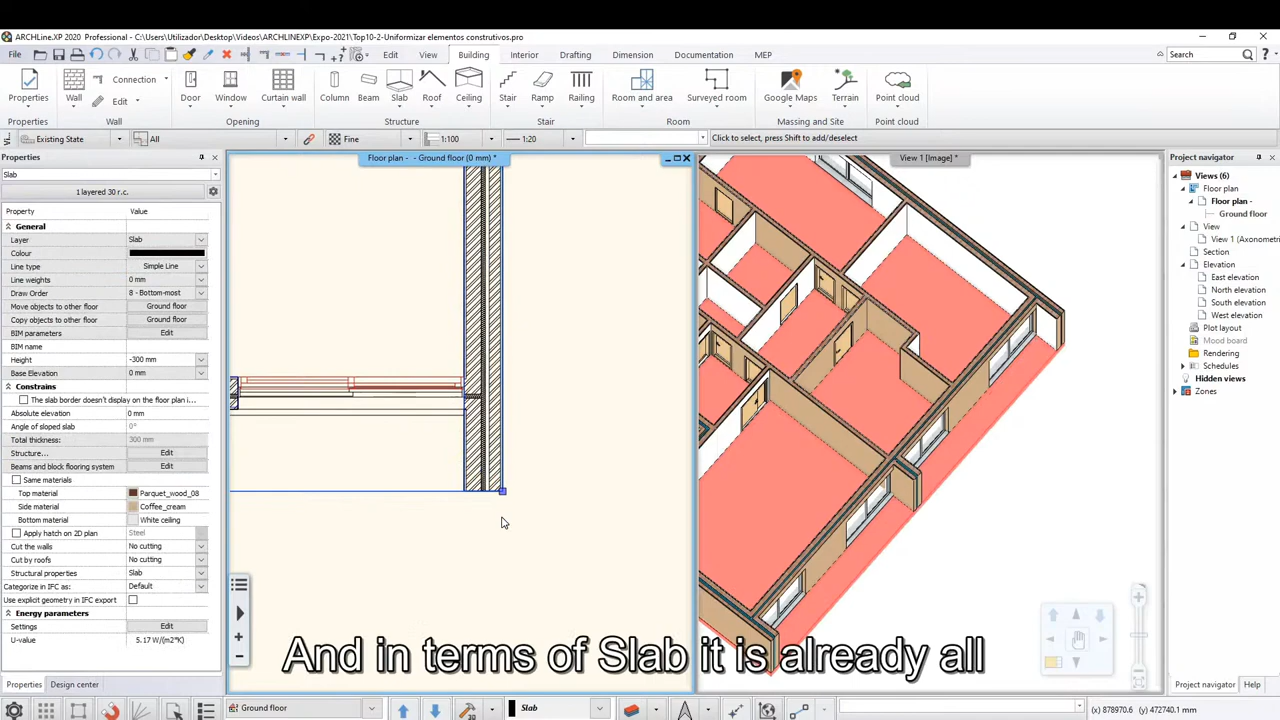 ARCHLine.XP 2020 Professional - C:\Users\Utilizador\Desktop\Videos\ARCHLINEXP\Expo-2021\Top10-2-Uniformizar elementos construtivos.pro
File Edit View Building Interior Drafting Dimension Documentation MEP Search
Properties Wall Connection Edit Door Window Curtain wall Column Beam Slab Roof Ceiling Stair Ramp Railing Room and area Surveyed room Google Maps Terrain Point cloud
Properties Wall Opening Structure Stair Room Massing and Site Point cloud
Existing State All Fine 1:100 1:20 Click to select, press Shift to add/deselect
Properties
Slab
1 layered 30 r.c.
Property Value
General
Layer Slab
Colour
Line type Simple Line
Line weights 0 mm
Draw Order 8 - Bottom-most
Move objects to other floor Ground floor
Copy objects to other floor Ground floor
BIM parameters Edit
BIM name
Height -300 mm
Base Elevation 0 mm
Constrains
The slab border doesn't display on the floor plan i...
Absolute elevation 0 mm
Angle of sloped slab 0°
Total thickness: 300 mm
Structure... Edit
Beams and block flooring system Edit
Same materials
Top material Parquet_wood_08
Side material Coffee_cream
Bottom material White ceiling
Apply hatch on 2D plan Steel
Cut the walls No cutting
Cut by roofs No cutting
Structural properties Slab
Categorize in IFC as: Default
Use explicit geometry in IFC export
Energy parameters
Settings Edit
U-value 5.17 W/(m2*K)
Properties Design center
Floor plan - - Ground floor (0 mm) *
View 1 [Image] *
Project navigator
Views (6)
Floor plan
Floor plan -
Ground floor
View
View 1 (Axonometri
Section
Elevation
East elevation
North elevation
South elevation
West elevation
Plot layout
Mood board
Rendering
Schedules
Hidden views
Zones
Project navigator Help
And in terms of Slab it is already all
Ground floor Slab x: 878970.6 y: 472740.1 mm